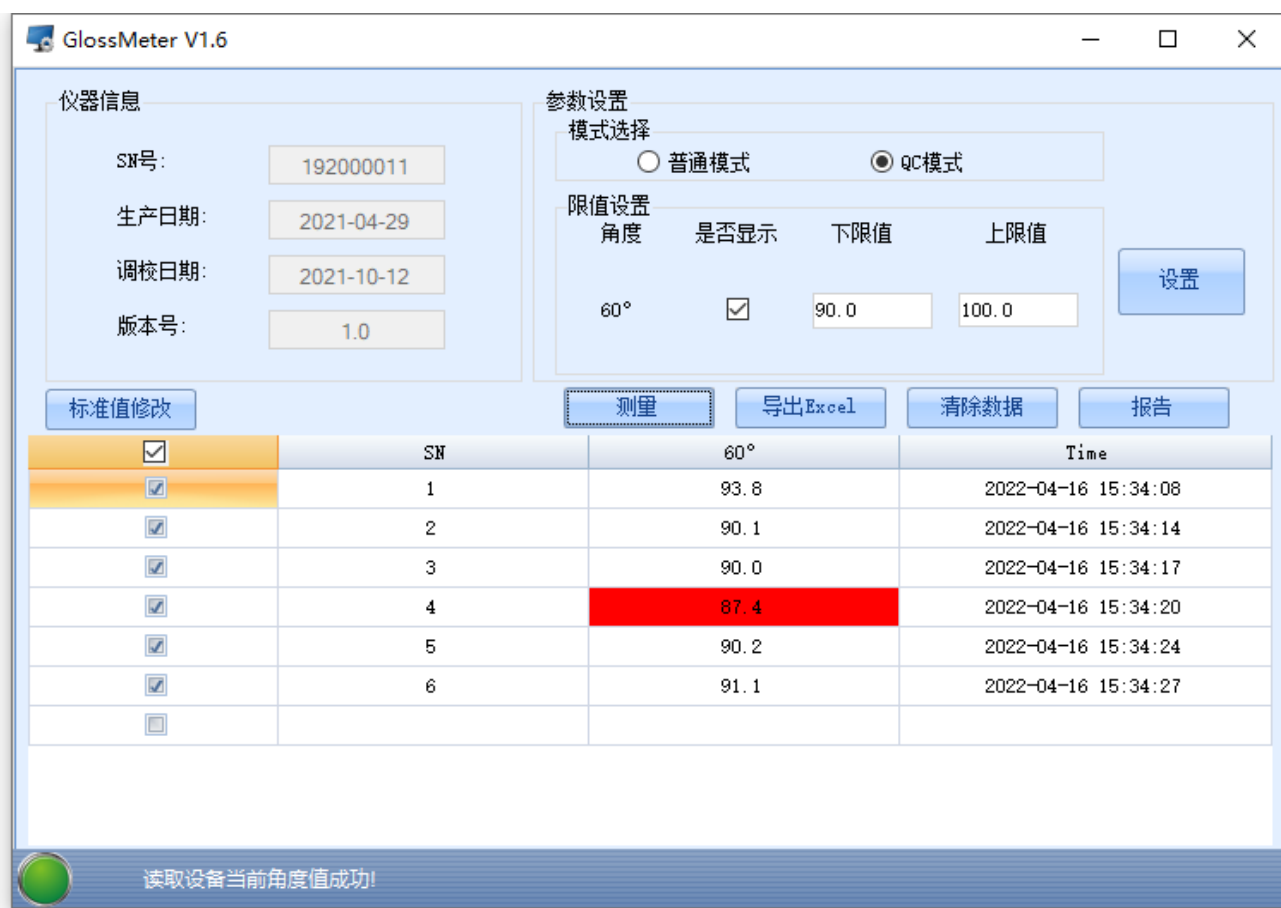 GlossMeter V1.6
仪器信息
SN号: 192000011
生产日期: 2021-04-29
调校日期: 2021-10-12
版本号: 1.0
参数设置
模式选择
普通模式 QC模式
限值设置
角度 是否显示 下限值 上限值
60° 90.0 100.0
设置
标准值修改 测量 导出Excel 清除数据 报告
SN 60° Time
1 93.8 2022-04-16 15:34:08
2 90.1 2022-04-16 15:34:14
3 90.0 2022-04-16 15:34:17
4 87.4 2022-04-16 15:34:20
5 90.2 2022-04-16 15:34:24
6 91.1 2022-04-16 15:34:27
读取设备当前角度值成功!